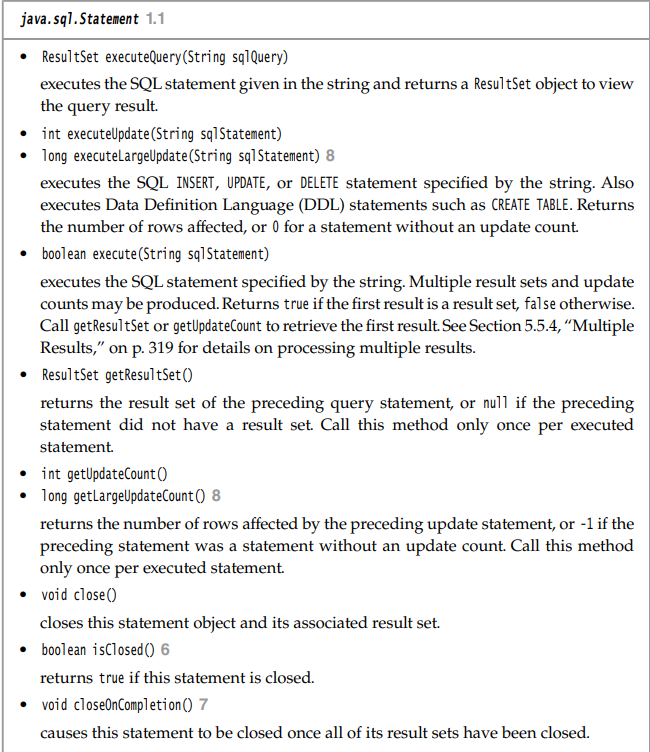 java.sql.Statement 1.1
• ResultSet executeQuery(String sqlQuery)
executes the SQL statement given in the string and returns a ResultSet object to view
the query result.
• int executeUpdate(String sqlStatement)
• long executeLargeUpdate(String sqlStatement) 8
executes the SQL INSERT, UPDATE, or DELETE statement specified by the string. Also
executes Data Definition Language (DDL) statements such as CREATE TABLE. Returns
the number of rows affected, or 0 for a statement without an update count.
• boolean execute(String sqlStatement)
executes the SQL statement specified by the string. Multiple result sets and update
counts may be produced. Returns true if the first result is a result set, false otherwise.
Call getResultSet or getUpdateCount to retrieve the first result. See Section 5.5.4, “Multiple
Results,” on p. 319 for details on processing multiple results.
• ResultSet getResultSet()
returns the result set of the preceding query statement, or null if the preceding
statement did not have a result set. Call this method only once per executed
statement.
• int getUpdateCount()
• long getLargeUpdateCount() 8
returns the number of rows affected by the preceding update statement, or -1 if the
preceding statement was a statement without an update count. Call this method
only once per executed statement.
• void close()
closes this statement object and its associated result set.
• boolean isClosed() 6
returns true if this statement is closed.
• void closeOnCompletion() 7
causes this statement to be closed once all of its result sets have been closed.